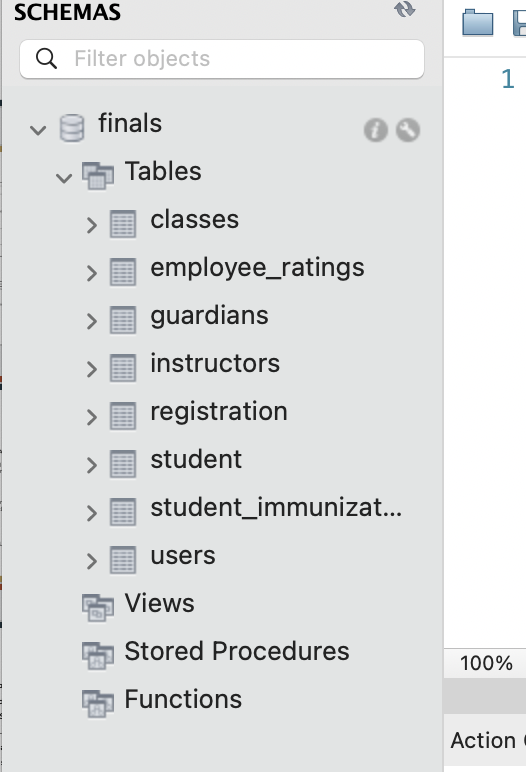 SCHEMAS
Filter objects
1
finals
Tables
classes
employee_ratings
guardians
instructors
registration
student
student_immunizat...
users
Views
Stored Procedures
Functions
100%
Action